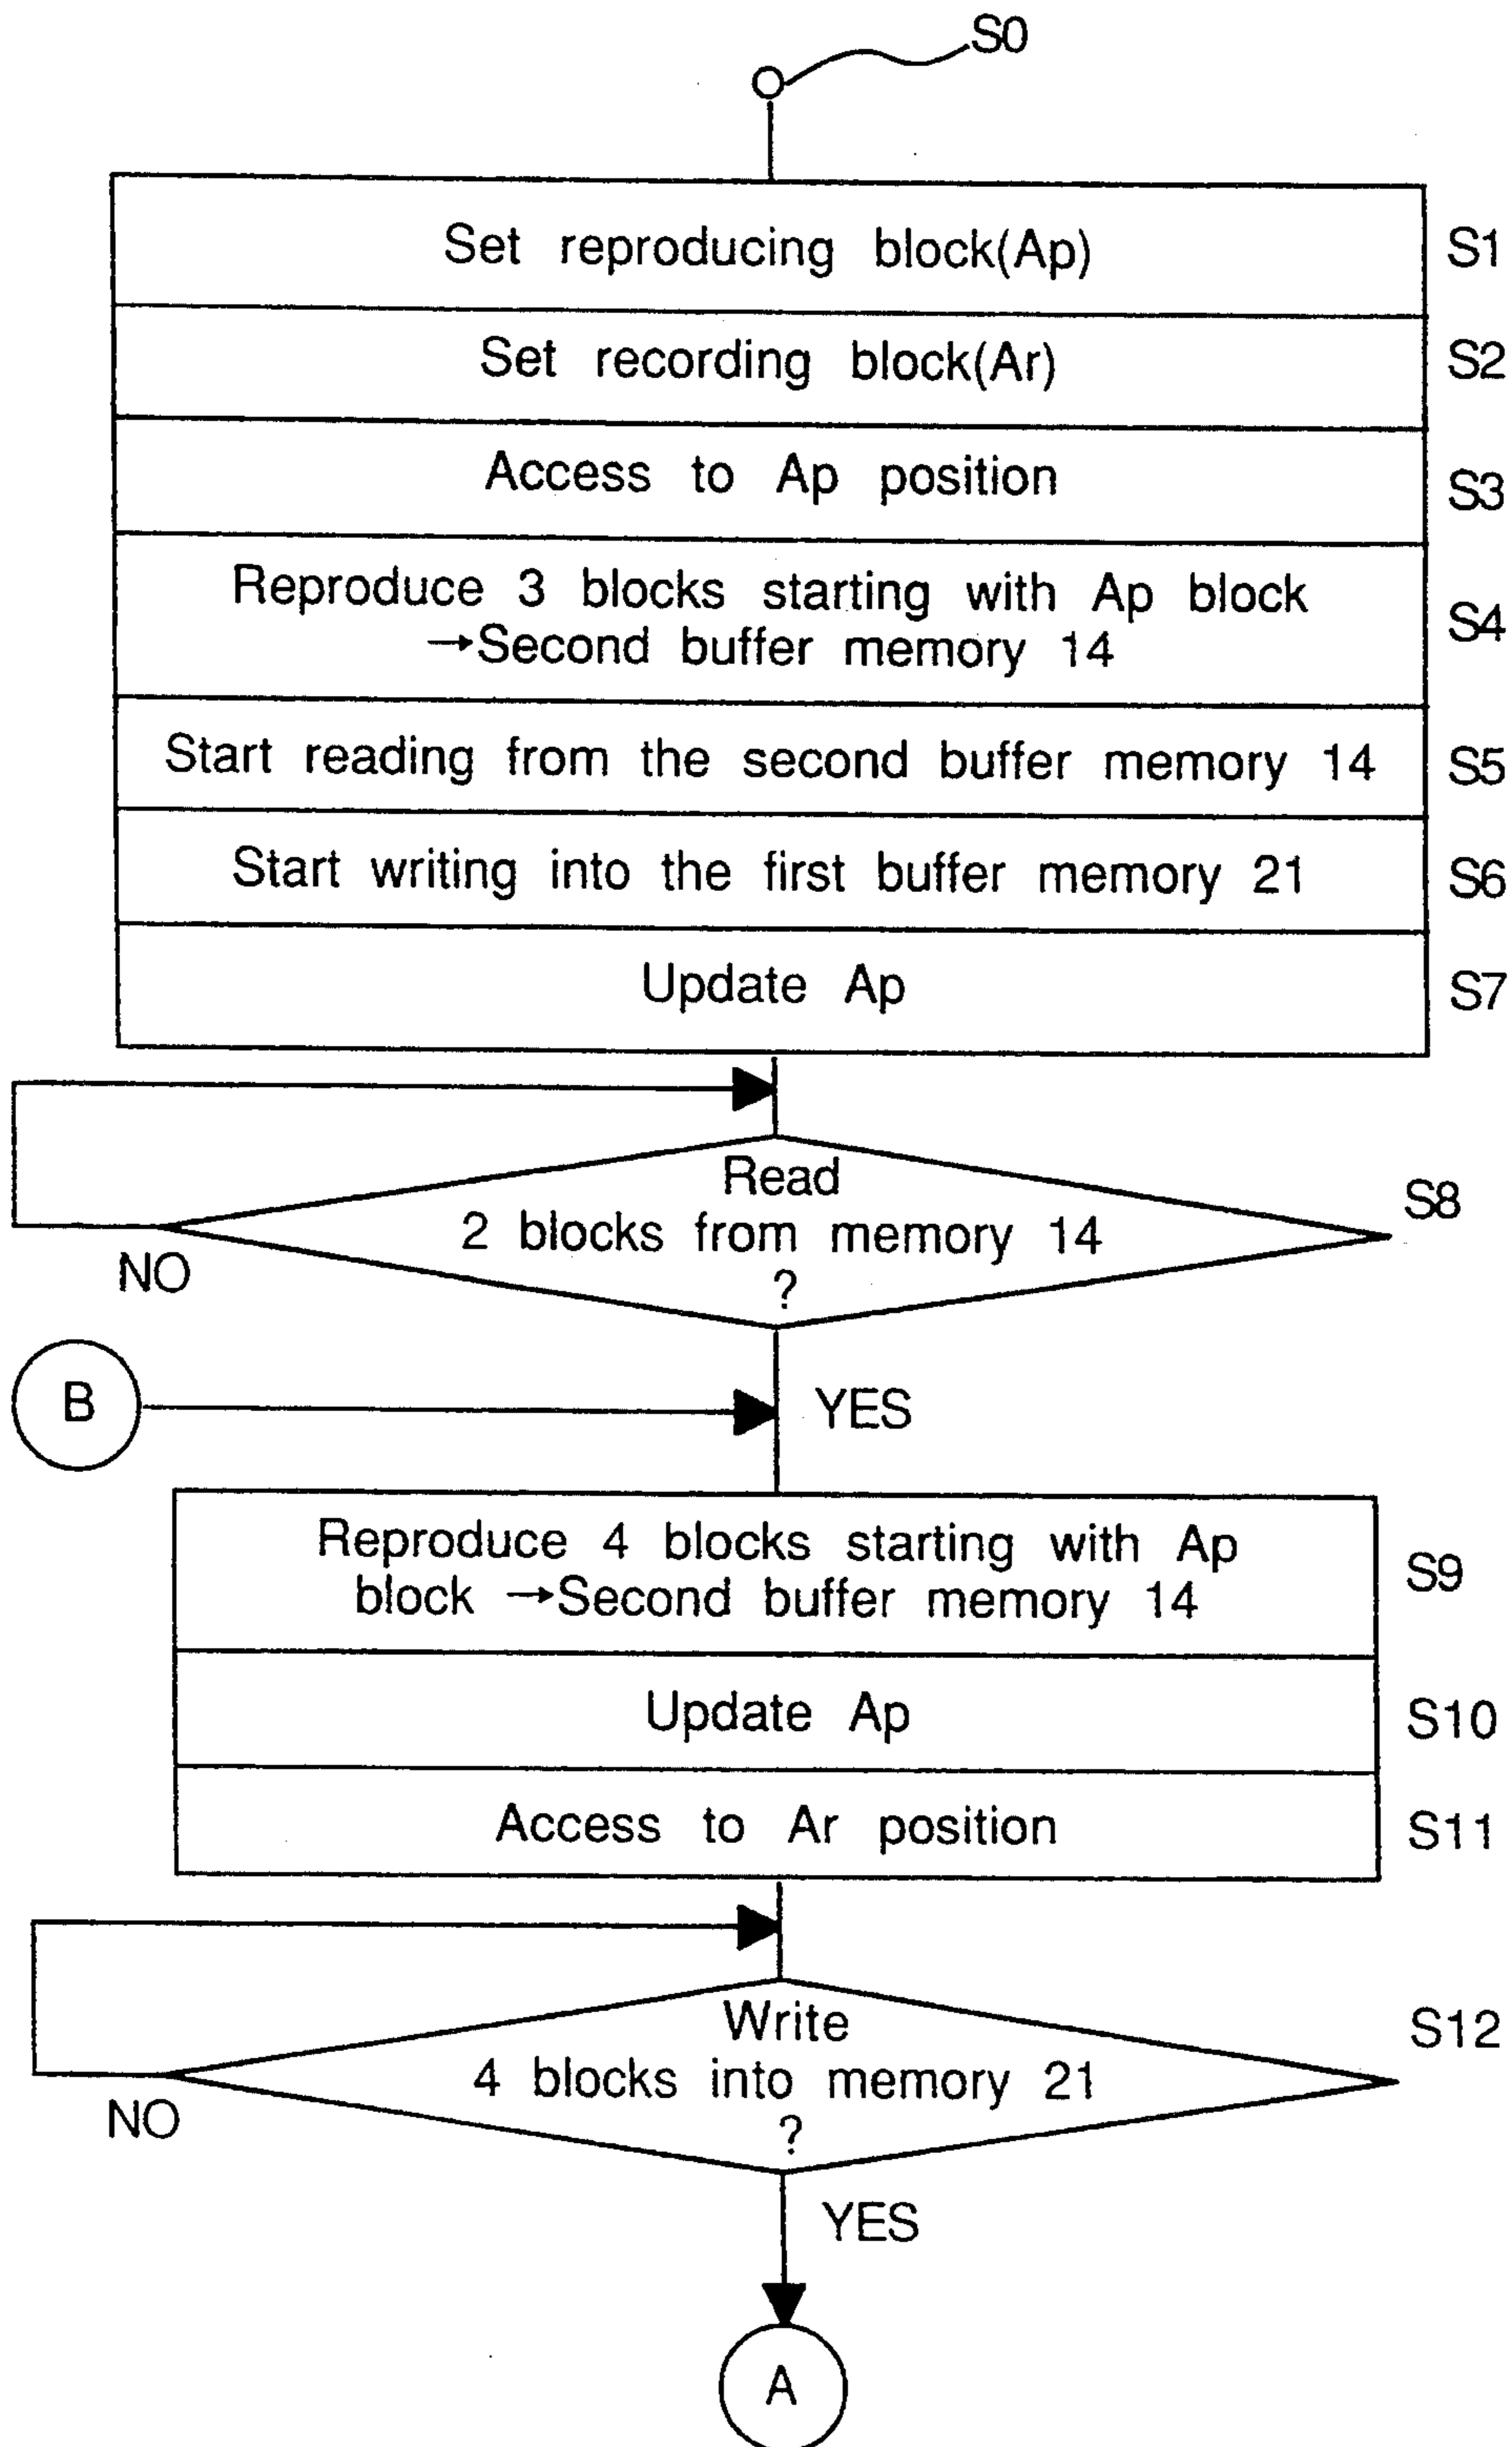 S0
Set reproducing block(Ap)
S1
Set recording block(Ar)
S2
Access to Ap position
S3
Reproduce 3 blocks starting with Ap block
→Second buffer memory 14
S4
Start reading from the second buffer memory 14
S5
Start writing into the first buffer memory 21
S6
Update Ap
S7
Read
2 blocks from memory 14
?
S8
NO
B
YES
Reproduce 4 blocks starting with Ap
block →Second buffer memory 14
S9
Update Ap
S10
Access to Ar position
S11
Write
4 blocks into memory 21
?
S12
NO
YES
A